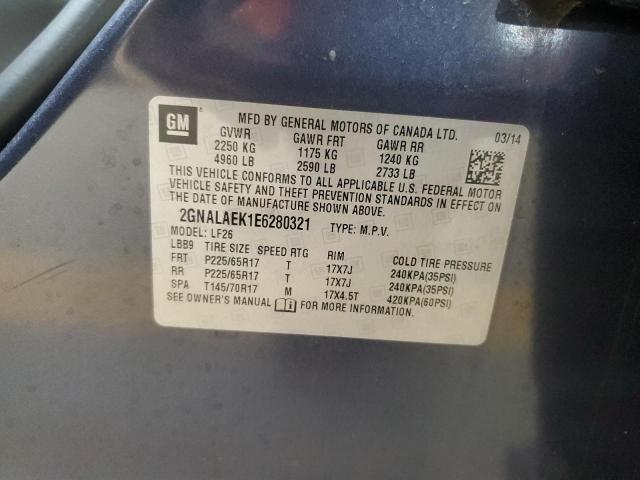 GM
MFD BY GENERAL MOTORS OF CANADA LTD. 03/14
GVWR GAWR FRT GAWR RR
2250 KG 1175 KG 1240 KG
4960 LB 2590 LB 2733 LB
THIS VEHICLE CONFORMS TO ALL APPLICABLE U.S. FEDERAL MOTOR
VEHICLE SAFETY AND THEFT PREVENTION STANDARDS IN EFFECT ON
THE DATE OF MANUFACTURE SHOWN ABOVE.
2GNALAEK1E6280321 TYPE: M.P.V.
MODEL: LF26
LBB9 TIRE SIZE SPEED RTG RIM COLD TIRE PRESSURE
FRT P225/65R17 T 17X7J 240KPA(35PSI)
RR P225/65R17 T 17X7J 240KPA(35PSI)
SPA T145/70R17 M 17X4.5T 420KPA(60PSI)
SEE OWNER'S MANUAL FOR MORE INFORMATION.